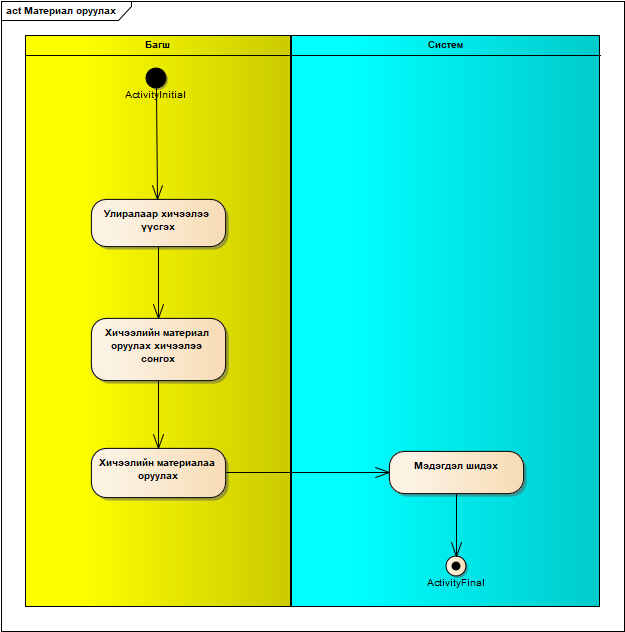 act Материал оруулах
Багш
Систем
ActivityInitial
Улиралаар хичээлээ
үүсгэх
Хичээлийн материал
оруулах хичээлээ
сонгох
Хичээлийн материалаа
оруулах
Мэдэгдэл шидэх
ActivityFinal